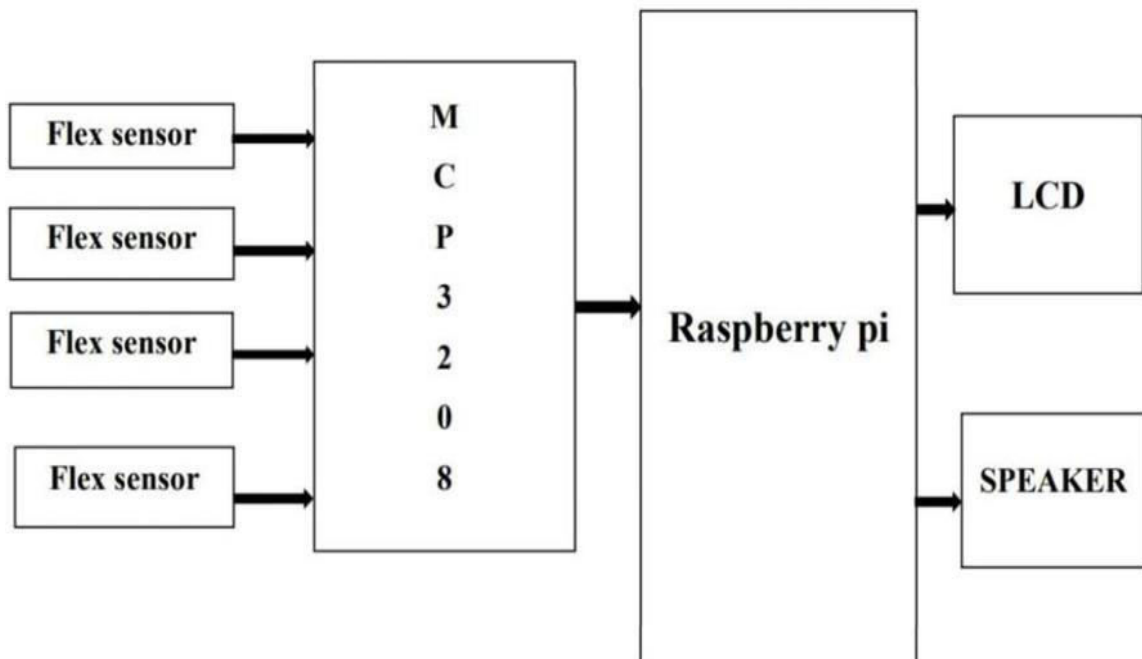 Flex sensor
Flex sensor
Flex sensor
Flex sensor
M
C
P
3
2
0
8
Raspberry pi
LCD
SPEAKER